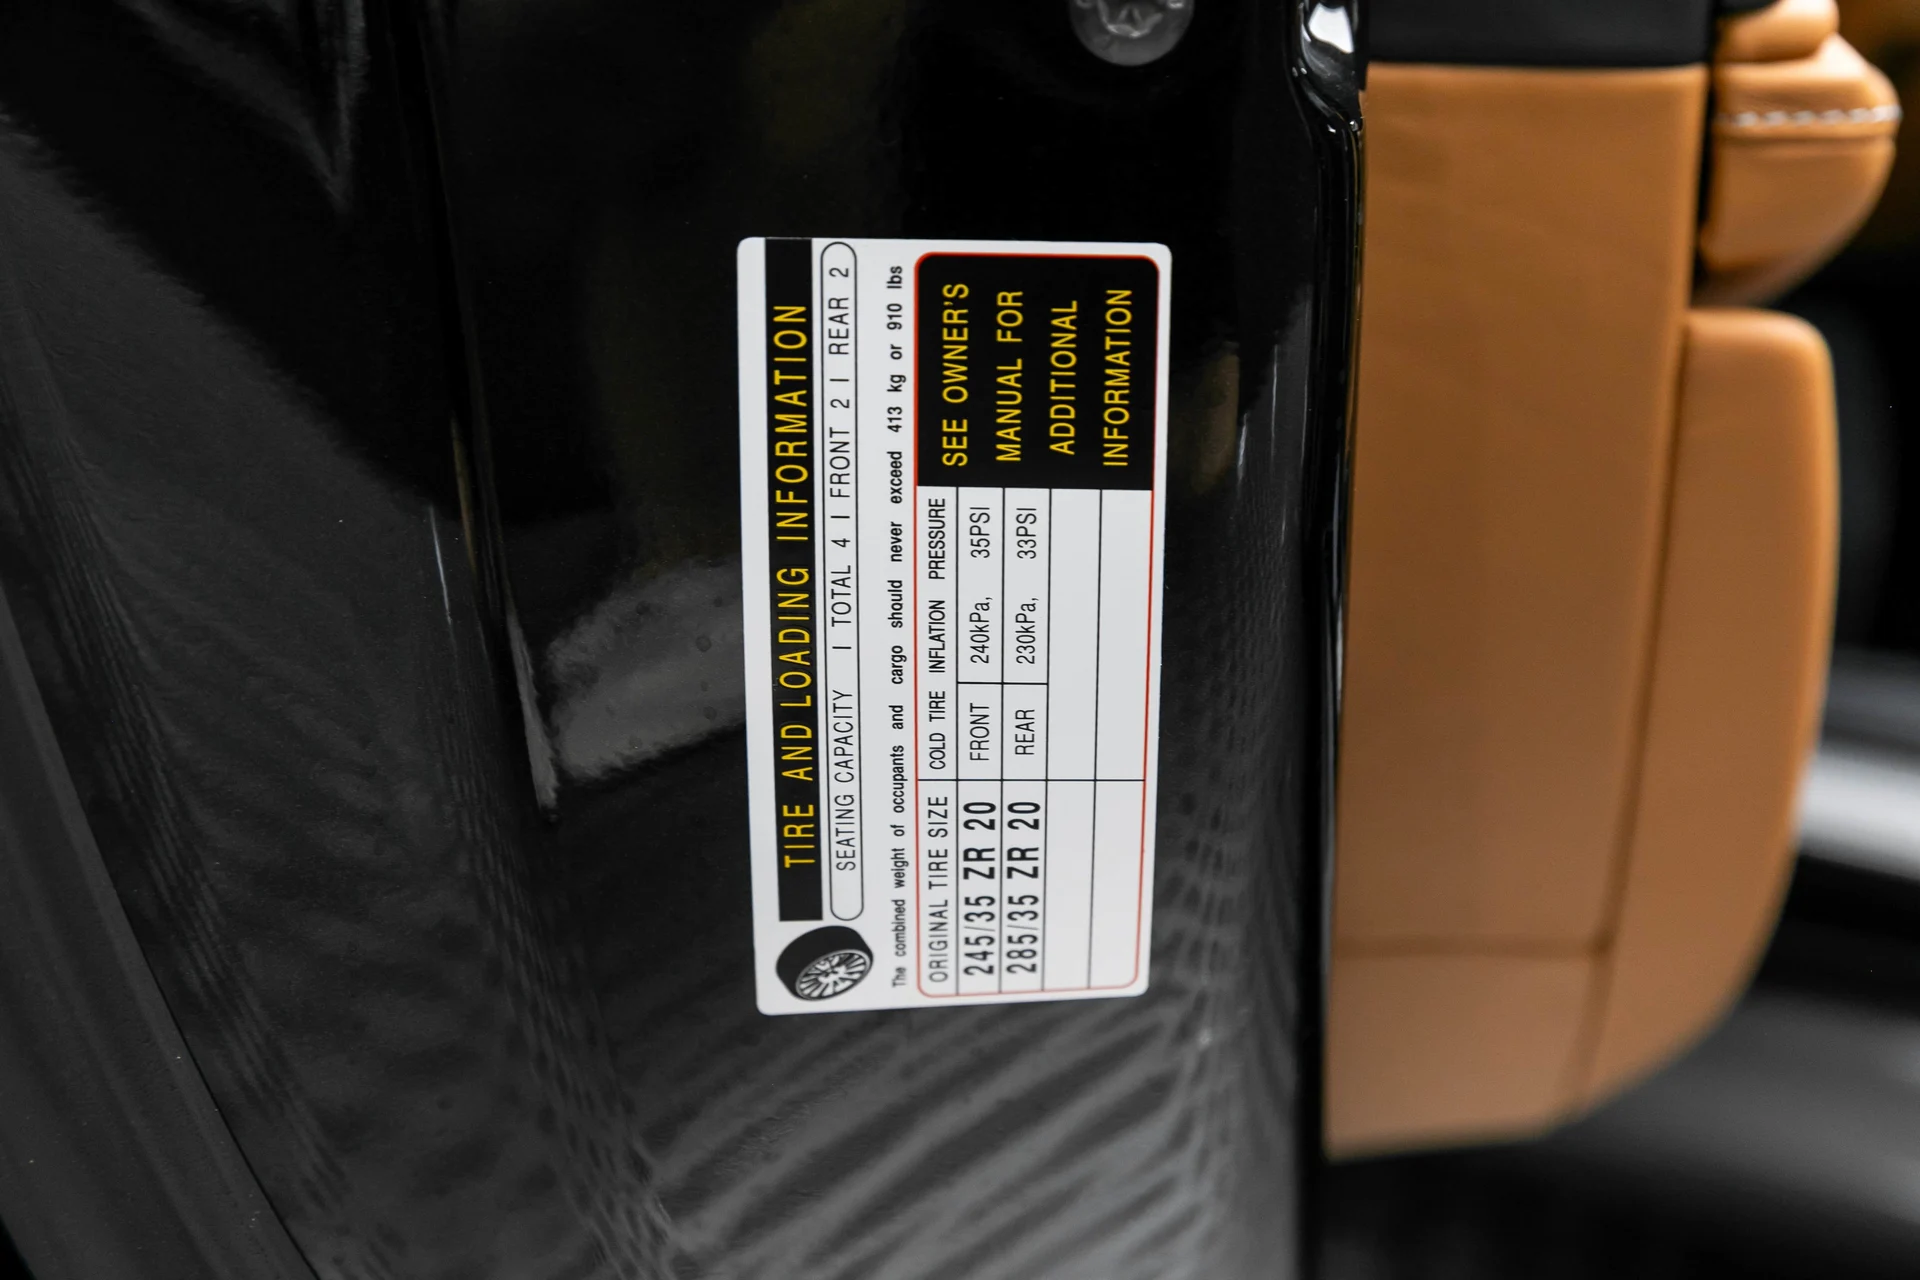 TIRE AND LOADING INFORMATION
SEATING CAPACITY | TOTAL 4 | FRONT 2 | REAR 2
The combined weight of occupants and cargo should never exceed 413 kg or 910 lbs
ORIGINAL TIRE SIZE COLD TIRE INFLATION PRESSURE
245/35 ZR 20 FRONT 240kPa, 35PSI
285/35 ZR 20 REAR 230kPa, 33PSI
SEE OWNER'S
MANUAL FOR
ADDITIONAL
INFORMATION